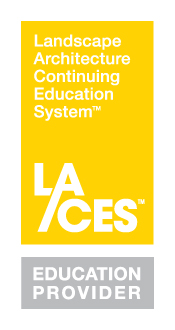 Landscape
Architecture
Continuing
Education
System™
LA
/CES™
EDUCATION
PROVIDER